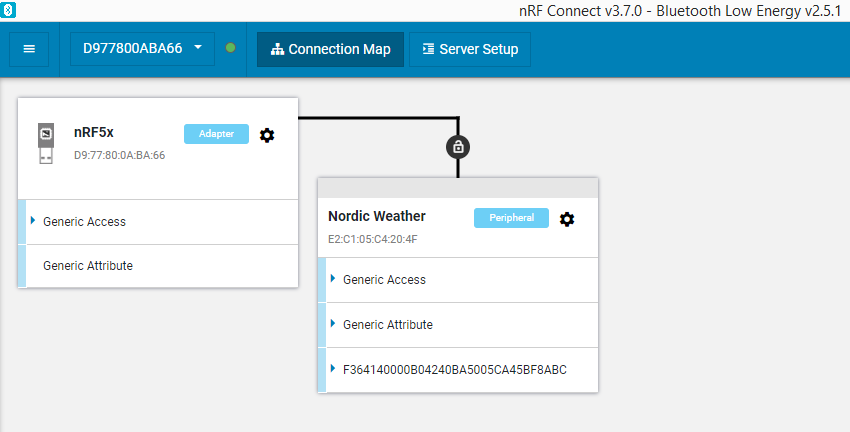 nRF Connect v3.7.0 - Bluetooth Low Energy v2.5.1
D977800ABA66
Connection Map
Server Setup
nRF5x
Adapter
D9:77:80:0A:BA:66
Generic Access
Generic Attribute
Nordic Weather
Peripheral
E2:C1:05:C4:20:4F
Generic Access
Generic Attribute
F364140000B04240BA5005CA45BF8ABC